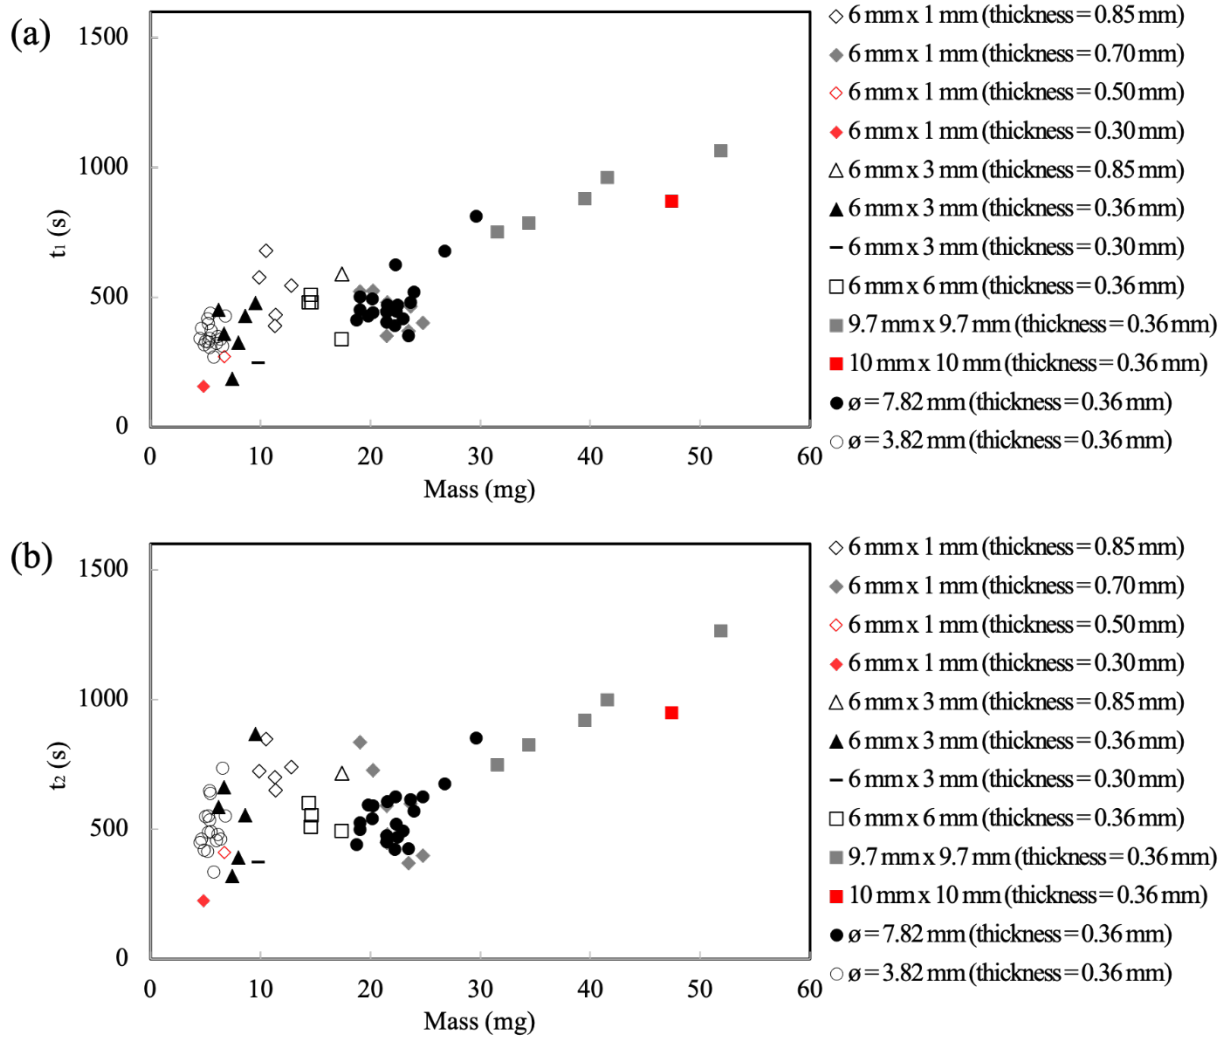 (a)
1500
1000
500
0
t₁ (s)
0 10 20 30 40 50 60
Mass (mg)
6 mm x 1 mm (thickness = 0.85 mm)
6 mm x 1 mm (thickness = 0.70 mm)
6 mm x 1 mm (thickness = 0.50 mm)
6 mm x 1 mm (thickness = 0.30 mm)
6 mm x 3 mm (thickness = 0.85 mm)
6 mm x 3 mm (thickness = 0.36 mm)
6 mm x 3 mm (thickness = 0.30 mm)
6 mm x 6 mm (thickness = 0.36 mm)
9.7 mm x 9.7 mm (thickness = 0.36 mm)
10 mm x 10 mm (thickness = 0.36 mm)
ø = 7.82 mm (thickness = 0.36 mm)
ø = 3.82 mm (thickness = 0.36 mm)
(b)
1500
1000
500
0
t₂ (s)
0 10 20 30 40 50 60
Mass (mg)
6 mm x 1 mm (thickness = 0.85 mm)
6 mm x 1 mm (thickness = 0.70 mm)
6 mm x 1 mm (thickness = 0.50 mm)
6 mm x 1 mm (thickness = 0.30 mm)
6 mm x 3 mm (thickness = 0.85 mm)
6 mm x 3 mm (thickness = 0.36 mm)
6 mm x 3 mm (thickness = 0.30 mm)
6 mm x 6 mm (thickness = 0.36 mm)
9.7 mm x 9.7 mm (thickness = 0.36 mm)
10 mm x 10 mm (thickness = 0.36 mm)
ø = 7.82 mm (thickness = 0.36 mm)
ø = 3.82 mm (thickness = 0.36 mm)